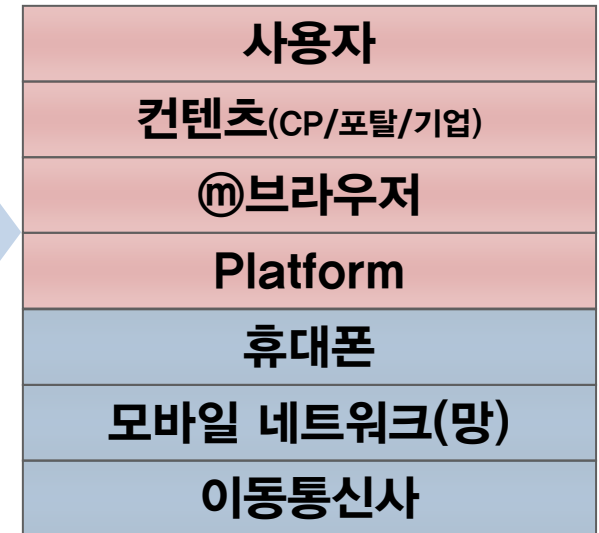 사용자
컨텐츠(CP/포탈/기업)
ⓜ브라우저
Platform
휴대폰
모바일 네트워크(망)
이동통신사